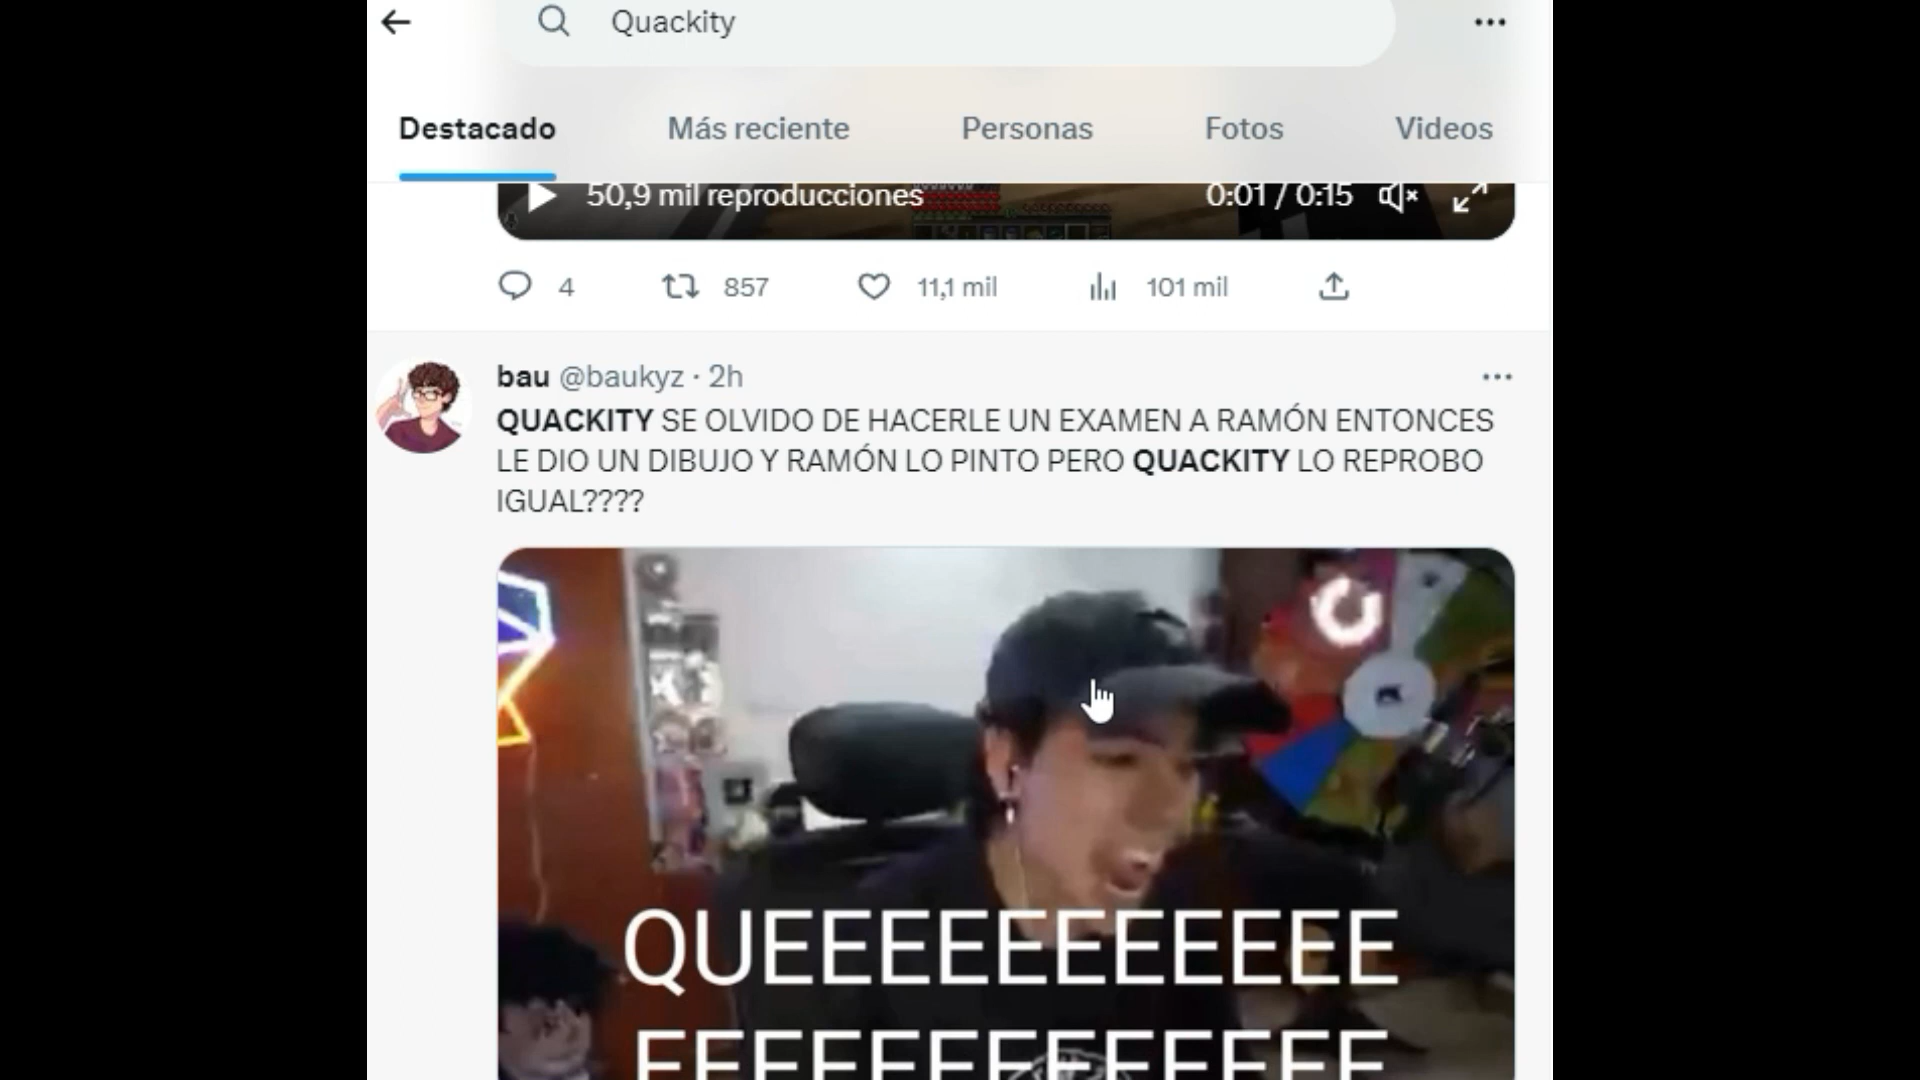 Quackity
Destacado Más reciente Personas Fotos Videos
50,9 mil reproducciones 0:01 / 0:15
4 857 11,1 mil 101 mil
bau @baukyz · 2h
QUACKITY SE OLVIDO DE HACERLE UN EXAMEN A RAMÓN ENTONCES
LE DIO UN DIBUJO Y RAMÓN LO PINTO PERO QUACKITY LO REPROBO
IGUAL????
QUEEEEEEEEEEEE
EEEEEEEEEEEEE